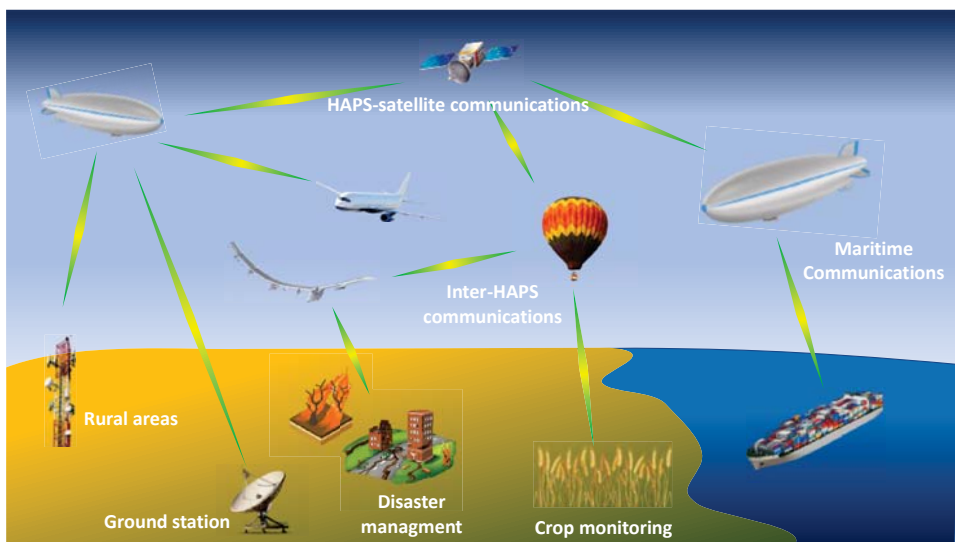 HAPS-satellite communications
Maritime
Communications
Inter-HAPS
communications
Rural areas
Ground station
Disaster
managment
Crop monitoring